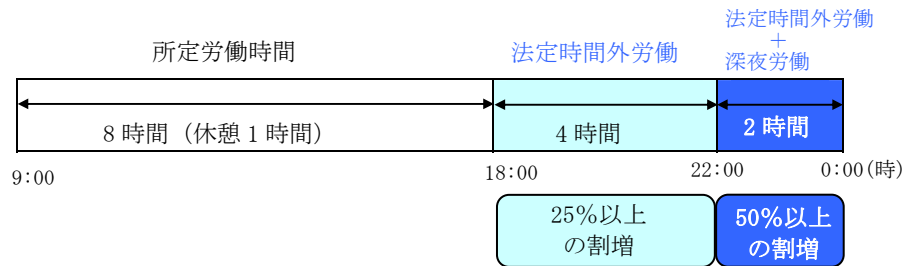 法定時間外労働
+
深夜労働
所定労働時間
法定時間外労働
8時間(休憩1時間)
4時間
2時間
9:00
18:00
22:00
0:00(時)
25%以上
の割増
50%以上
の割増